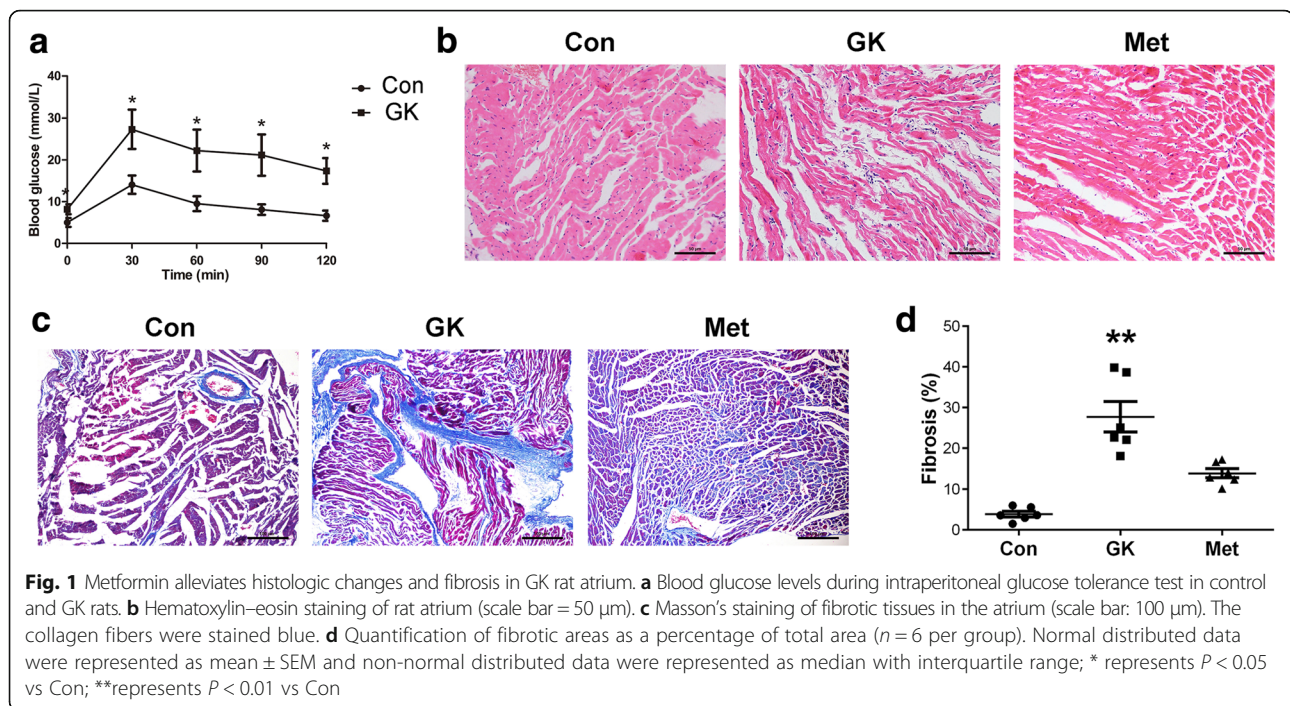 a
Blood glucose (mmol/L)
40
30
20
10
0
*
*
*
*
*
0
30
60
90
120
Time (min)
Con
GK
b
Con
GK
Met
50 μm
c
Con
GK
Met
d
Fibrosis (%)
50
40
30
20
10
0
**
Con
GK
Met
Fig. 1 Metformin alleviates histologic changes and fibrosis in GK rat atrium. a Blood glucose levels during intraperitoneal glucose tolerance test in control
and GK rats. b Hematoxylin–eosin staining of rat atrium (scale bar = 50 μm). c Masson's staining of fibrotic tissues in the atrium (scale bar: 100 μm). The
collagen fibers were stained blue. d Quantification of fibrotic areas as a percentage of total area (n = 6 per group). Normal distributed data
were represented as mean ± SEM and non-normal distributed data were represented as median with interquartile range; * represents P < 0.05
vs Con; **represents P < 0.01 vs Con